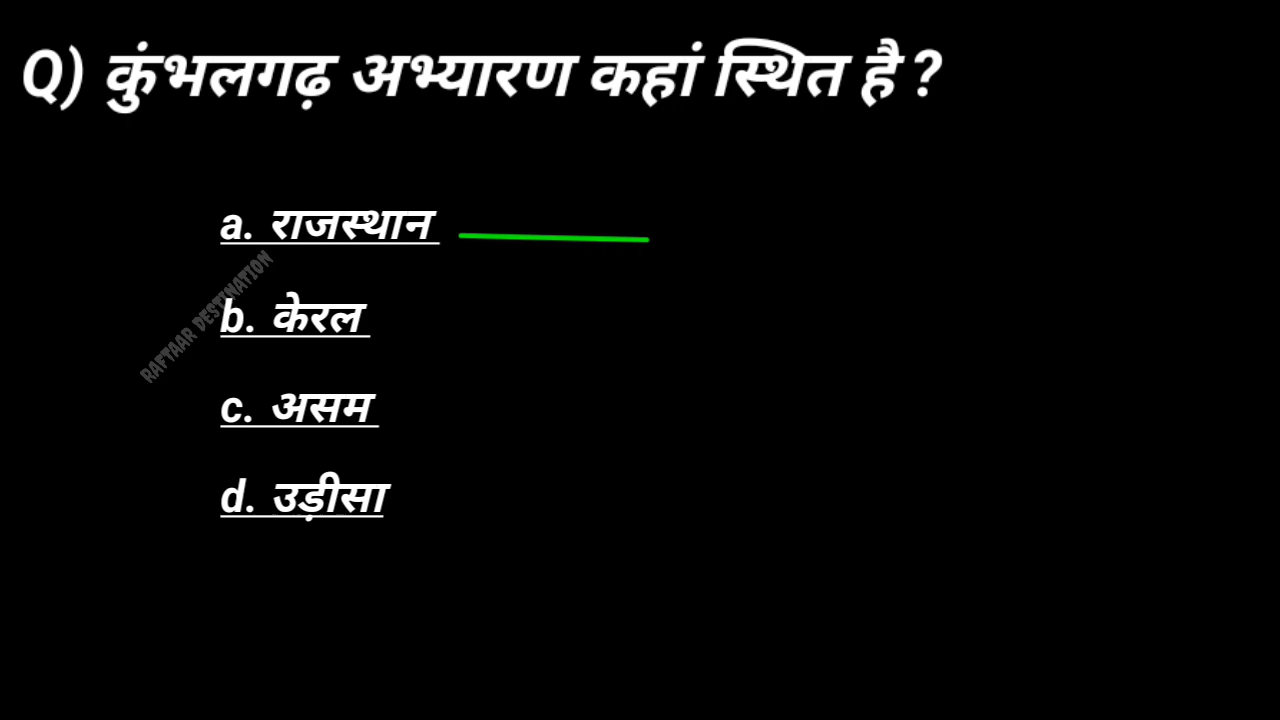 Q) कुंभलगढ़ अभ्यारण कहां स्थित है ?
a. राजस्थान
RAFTAAR DESTINATION
b. केरल
c. असम
d. उड़ीसा